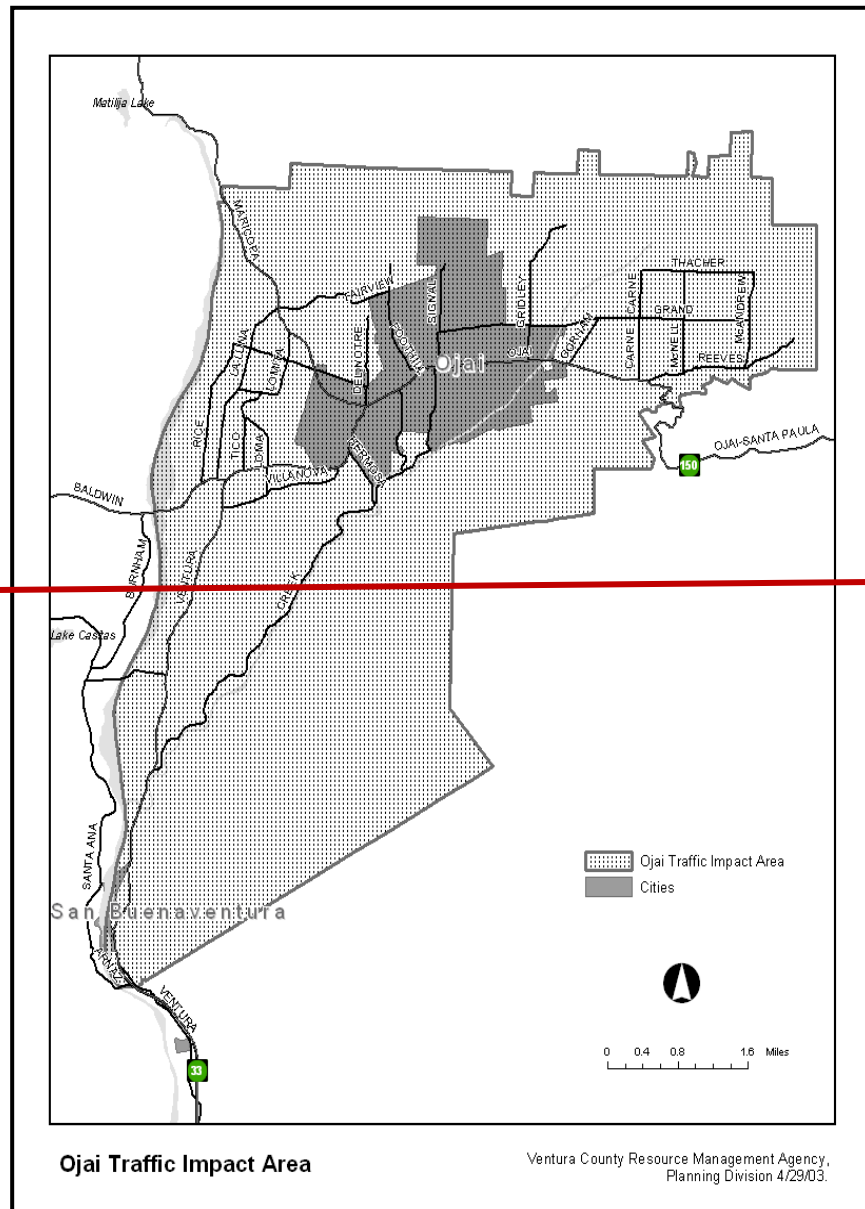 Matilija Lake
MARICOPA
THACHER
FAIRVIEW
SIGNAL
GRIDLEY
CARNE
GRAND
McANDREW
GORHAM
FOOTHILL
DEL NORTE
LA LUNA
LOMITA
Ojai
OJAI
CARNE
McNELL
REEVES
RICE
TICO
LOMA
HERMOSA
VILLANOVA
OJAI-SANTA PAULA
150
BALDWIN
BURNHAM
VENTURA
CREEK
Lake Casitas
SANTA ANA
Ojai Traffic Impact Area
Cities
San Buenaventura
ARNAZ
VENTURA
33
0 0.4 0.8 1.6 Miles
Ojai Traffic Impact Area
Ventura County Resource Management Agency,
Planning Division 4/29/03.